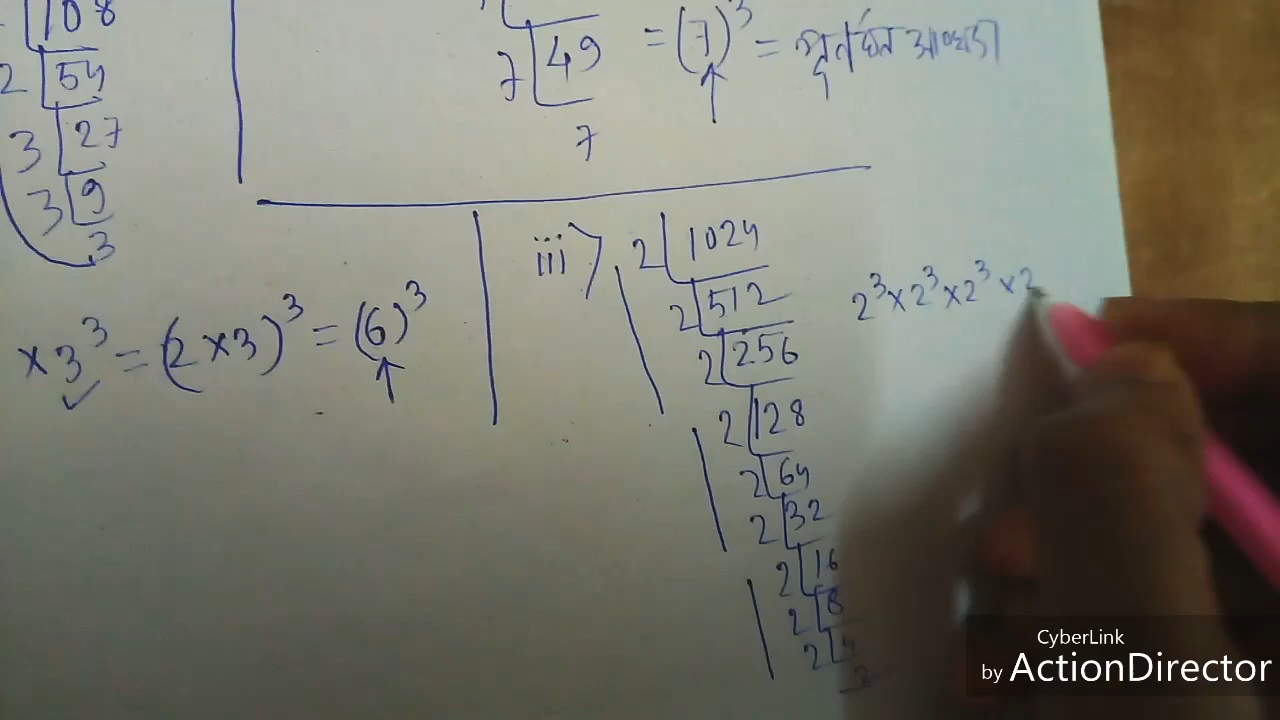 108
2 54
3 27
3 9
3
7 49 = (7)³ = পূর্ণঘন সংখ্যা
7
× 3³ = (2 × 3)³ = (6)³
iii) 2 1024
2 512
2 256
2 128
2 64
2 32
2 16
2 8
2 4
2
2³ × 2³ × 2³ × 2
CyberLink
by ActionDirector